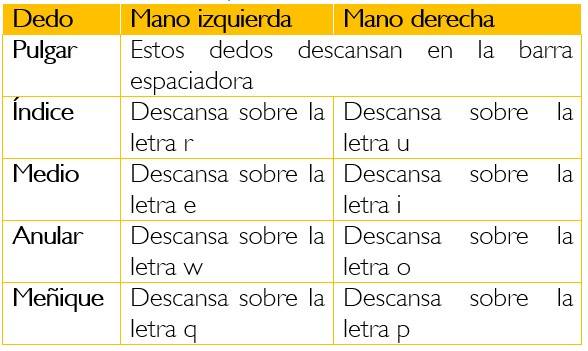 Dedo Mano izquierda Mano derecha
Pulgar Estos dedos descansan en la barra
espaciadora
Índice Descansa sobre la Descansa sobre la
letra r letra u
Medio Descansa sobre la Descansa sobre la
letra e letra i
Anular Descansa sobre la Descansa sobre la
letra w letra o
Meñique Descansa sobre la Descansa sobre la
letra q letra p